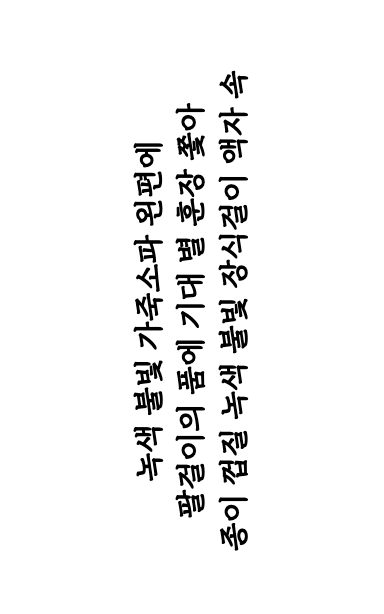 녹색 불빛 가죽소파 왼편에
팔걸이의 품에 기대 별 훈장 쫓아
종이 껍질 녹색 불빛 장식걸이 액자 속